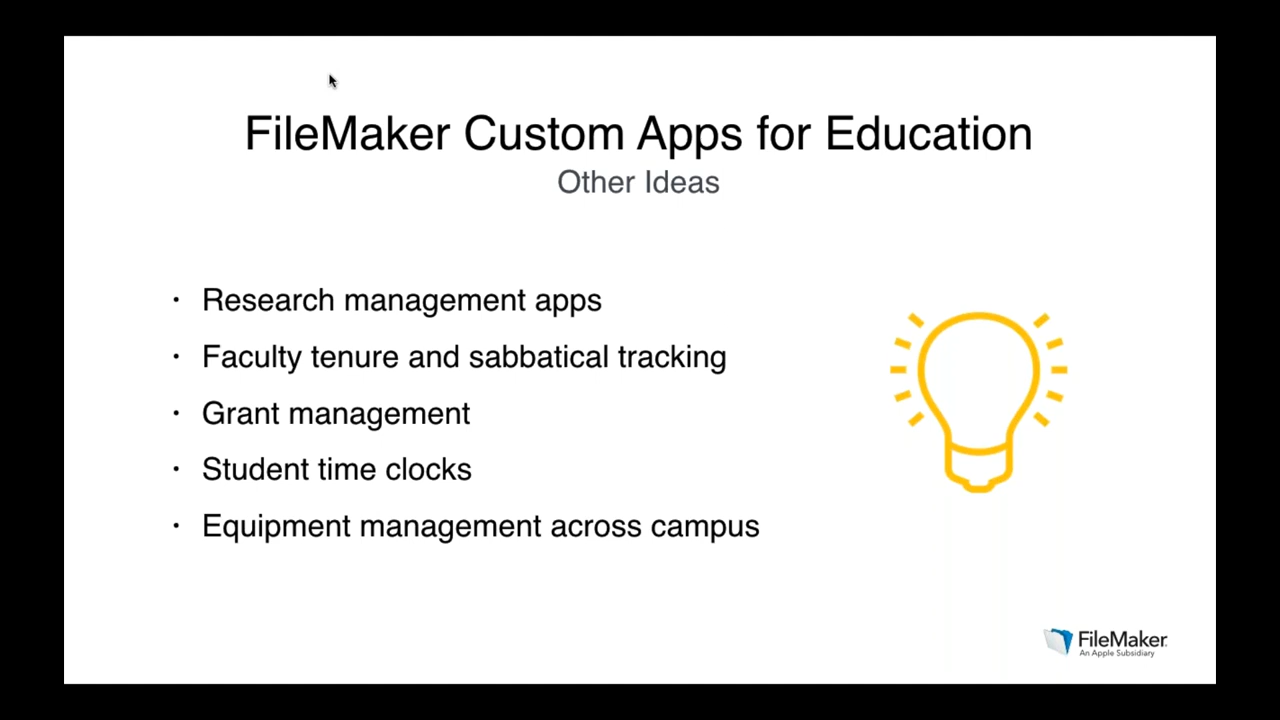 FileMaker Custom Apps for Education
Other Ideas
• Research management apps
• Faculty tenure and sabbatical tracking
• Grant management
• Student time clocks
• Equipment management across campus
FileMaker
An Apple Subsidiary